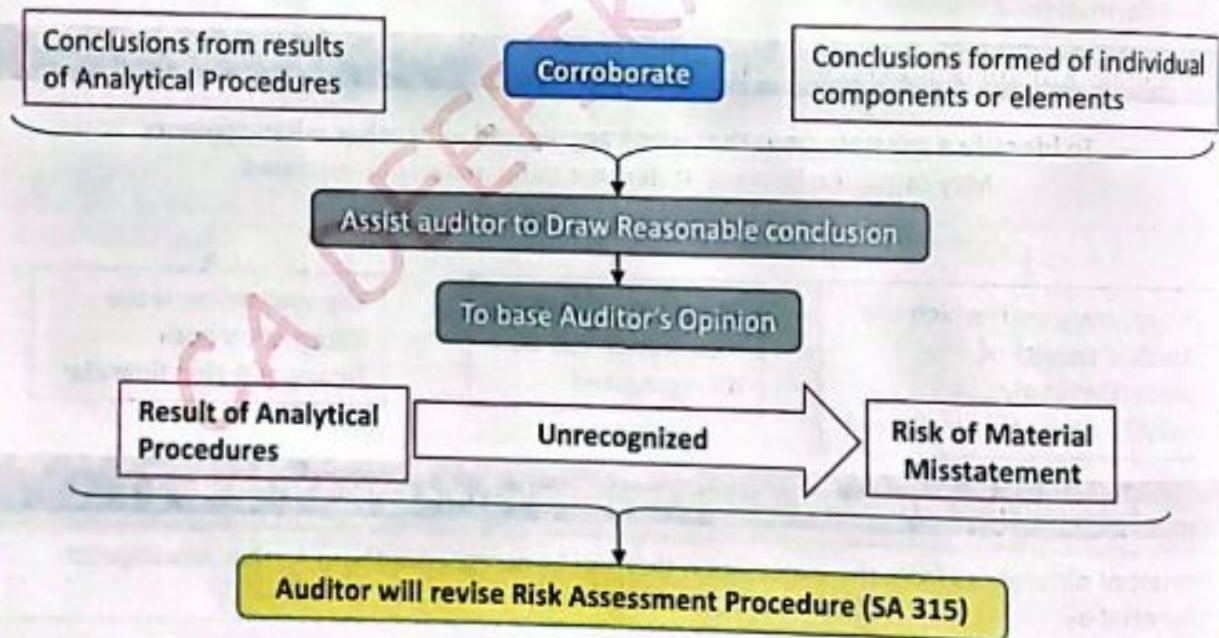 Conclusions from results
of Analytical Procedures
Corroborate
Conclusions formed of individual
components or elements
Assist auditor to Draw Reasonable conclusion
To base Auditor's Opinion
Result of Analytical
Procedures
Unrecognized
Risk of Material
Misstatement
Auditor will revise Risk Assessment Procedure (SA 315)
CA